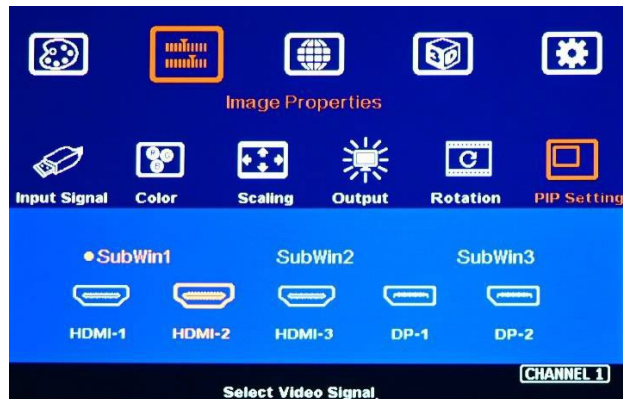 3D
Image Properties
R G B
Input Signal Color Scaling Output Rotation PIP Setting
SubWin1 SubWin2 SubWin3
HDMI-1 HDMI-2 HDMI-3 DP-1 DP-2
CHANNEL 1
Select Video Signal